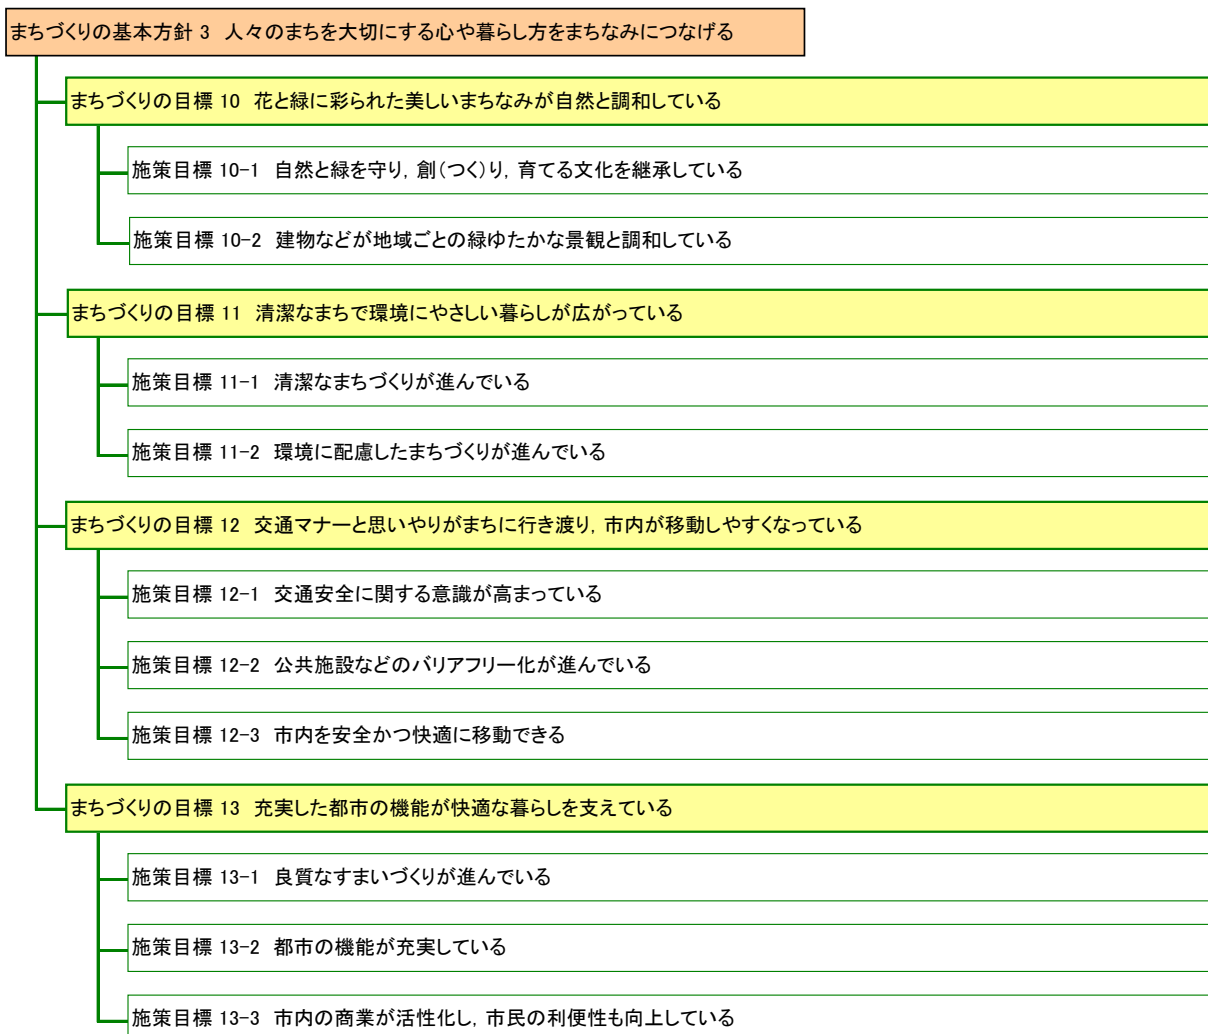 まちづくりの基本方針 3 人々のまちを大切にする心や暮らし方をまちなみにつなげる
まちづくりの目標 10 花と緑に彩られた美しいまちなみが自然と調和している
施策目標 10-1 自然と緑を守り, 創(つく)り, 育てる文化を継承している
施策目標 10-2 建物などが地域ごとの緑ゆたかな景観と調和している
まちづくりの目標 11 清潔なまちで環境にやさしい暮らしが広がっている
施策目標 11-1 清潔なまちづくりが進んでいる
施策目標 11-2 環境に配慮したまちづくりが進んでいる
まちづくりの目標 12 交通マナーと思いやりがまちに行き渡り, 市内が移動しやすくなっている
施策目標 12-1 交通安全に関する意識が高まっている
施策目標 12-2 公共施設などのバリアフリー化が進んでいる
施策目標 12-3 市内を安全かつ快適に移動できる
まちづくりの目標 13 充実した都市の機能が快適な暮らしを支えている
施策目標 13-1 良質なすまいづくりが進んでいる
施策目標 13-2 都市の機能が充実している
施策目標 13-3 市内の商業が活性化し, 市民の利便性も向上している